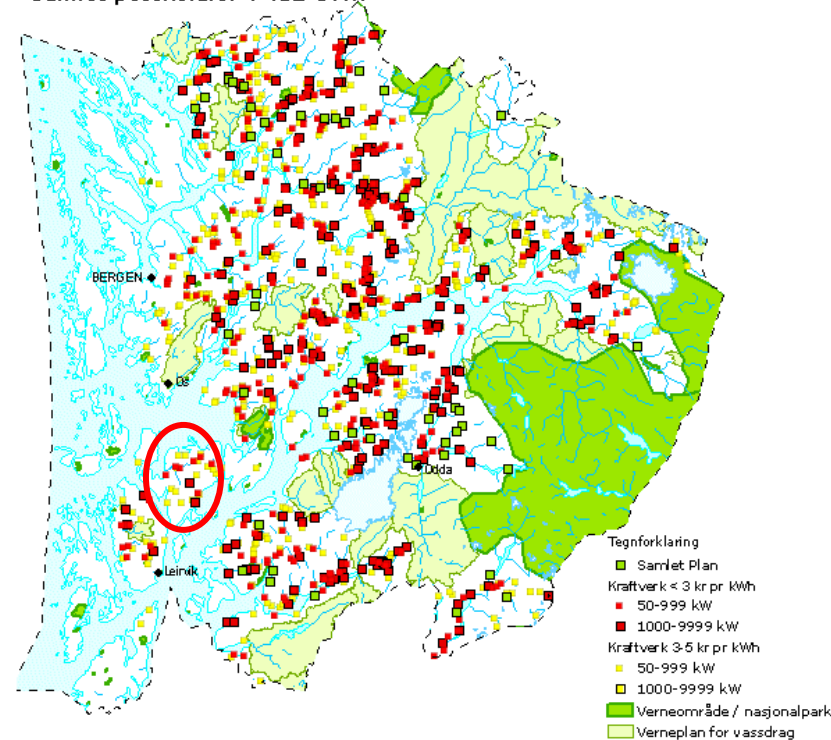 BERGEN
Os
Odda
Leirvik
Tegnforklaring
Samlet Plan
Kraftverk < 3 kr pr kWh
50-999 kW
1000-9999 kW
Kraftverk 3-5 kr pr kWh
50-999 kW
1000-9999 kW
Verneområde / nasjonalpark
Verneplan for vassdrag